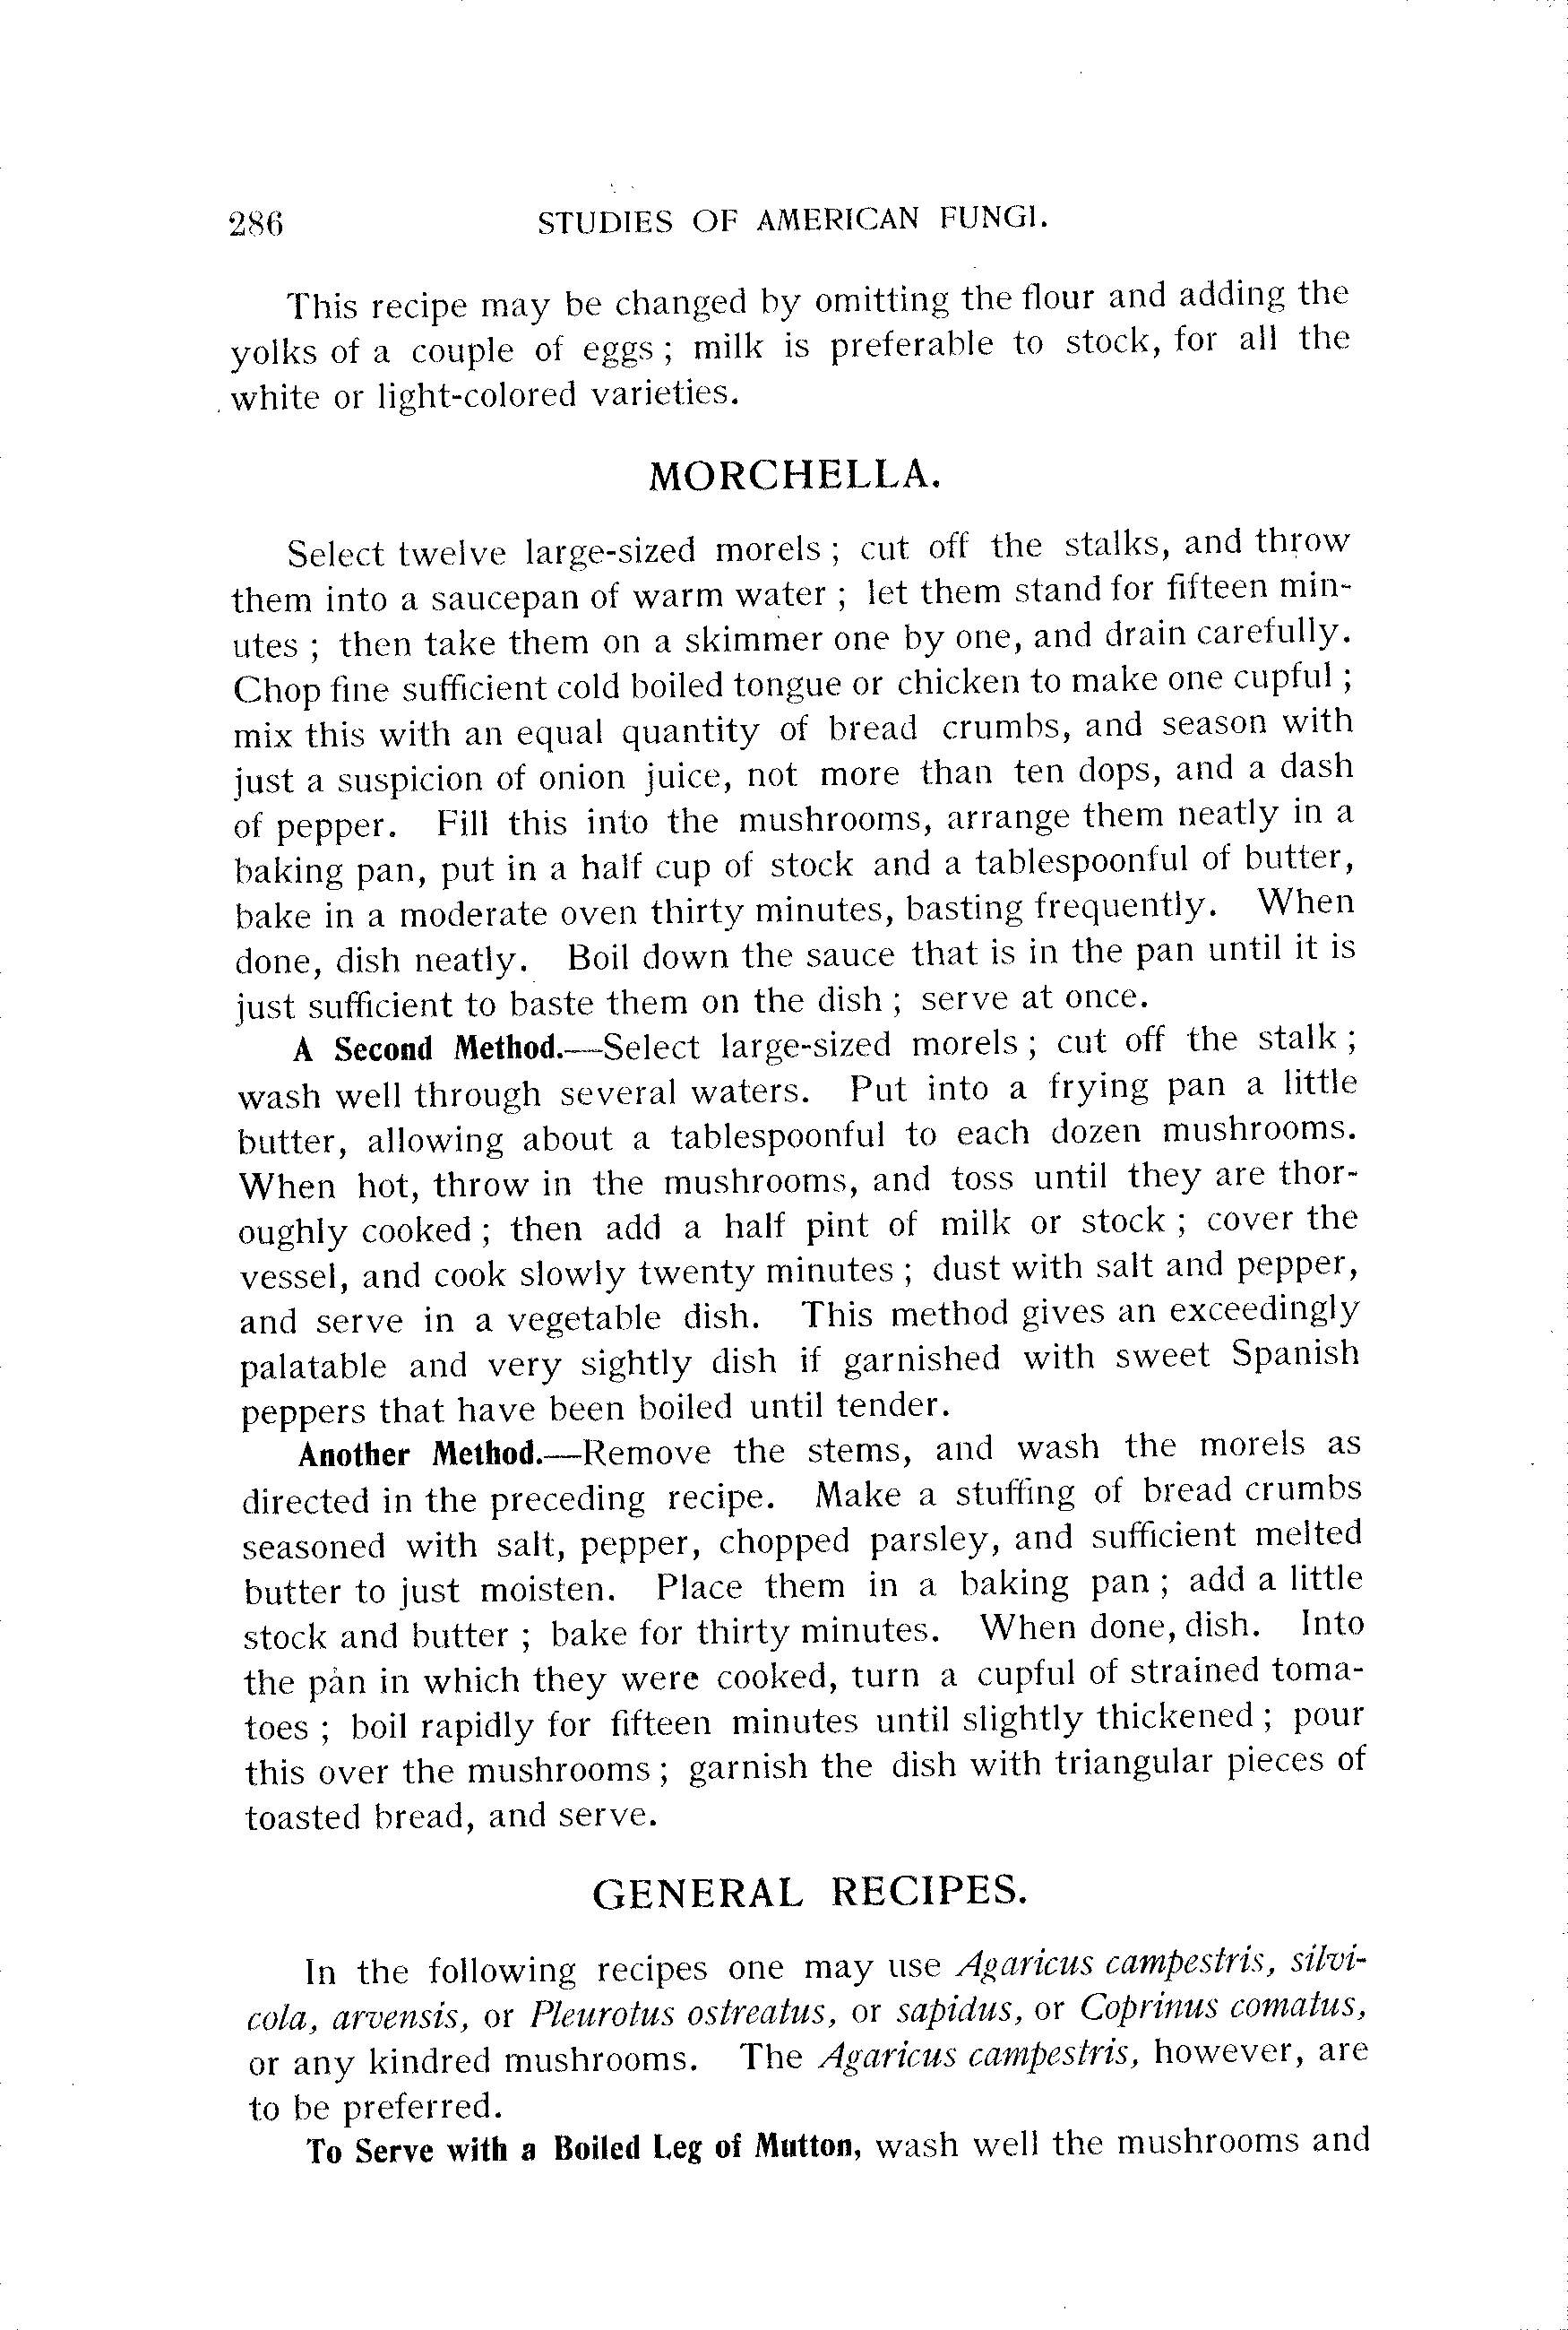 286 STUDIES OF AMERICAN FUNGI.
This recipe may be changed by omitting the flour and adding the
yolks of a couple of eggs ; milk is preferable to stock, for all the
white or light-colored varieties.
MORCHELLA.
Select twelve large-sized morels ; cut off the stalks, and throw
them into a saucepan of warm water ; let them stand for fifteen min-
utes ; then take them on a skimmer one by one, and drain carefully.
Chop fine sufficient cold boiled tongue or chicken to make one cupful ;
mix this with an equal quantity of bread crumbs, and season with
just a suspicion of onion juice, not more than ten dops, and a dash
of pepper. Fill this into the mushrooms, arrange them neatly in a
baking pan, put in a half cup of stock and a tablespoonful of butter,
bake in a moderate oven thirty minutes, basting frequently. When
done, dish neatly. Boil down the sauce that is in the pan until it is
just sufficient to baste them on the dish ; serve at once.
A Second Method.—Select large-sized morels ; cut off the stalk ;
wash well through several waters. Put into a frying pan a little
butter, allowing about a tablespoonful to each dozen mushrooms.
When hot, throw in the mushrooms, and toss until they are thor-
oughly cooked ; then add a half pint of milk or stock ; cover the
vessel, and cook slowly twenty minutes ; dust with salt and pepper,
and serve in a vegetable dish. This method gives an exceedingly
palatable and very sightly dish if garnished with sweet Spanish
peppers that have been boiled until tender.
Another Method.—Remove the stems, and wash the morels as
directed in the preceding recipe. Make a stuffing of bread crumbs
seasoned with salt, pepper, chopped parsley, and sufficient melted
butter to just moisten. Place them in a baking pan ; add a little
stock and butter ; bake for thirty minutes. When done, dish. Into
the pan in which they were cooked, turn a cupful of strained toma-
toes ; boil rapidly for fifteen minutes until slightly thickened ; pour
this over the mushrooms ; garnish the dish with triangular pieces of
toasted bread, and serve.
GENERAL RECIPES.
In the following recipes one may use Agaricus campestris, silvi-
cola, arvensis, or Pleurotus ostreatus, or sapidus, or Coprinus comatus,
or any kindred mushrooms. The Agaricus campestris, however, are
to be preferred.
To Serve with a Boiled Leg of Mutton, wash well the mushrooms and